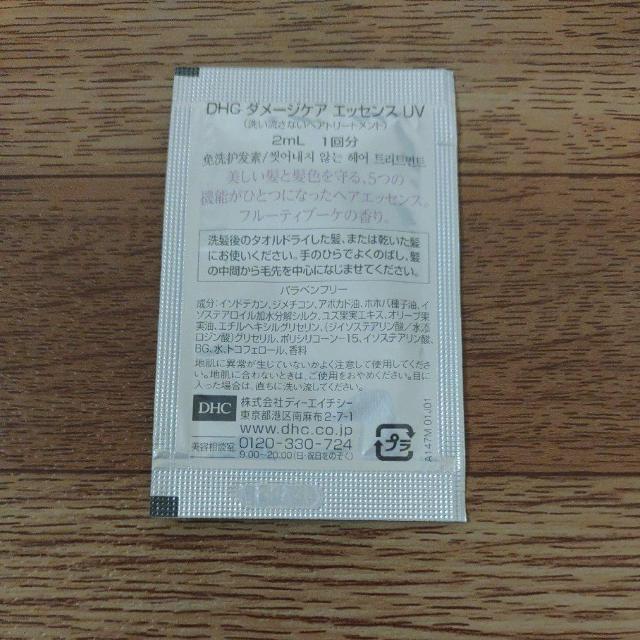 DHC ダメージケア エッセンス UV
(洗い流さないヘアトリートメント)
2mL 1回分
免洗护发素/씻어내지 않는 헤어 트리트먼트
美しい髪と髪色を守る、5つの
機能がひとつになったヘアエッセンス。
フルーティブーケの香り。
洗髪後のタオルドライした髪、または乾いた髪
にお使いください。手のひらでよくのばし、髪
の中間から毛先を中心になじませてください。
パラベンフリー
成分:イソドデカン、ジメチコン、アボカド油、ホホバ種子油、イ
ソステアロイル加水分解シルク、ユズ果実エキス、オリーブ果
実油、エチルヘキシルグリセリン、(ジイソステアリン酸/水添
ロジン酸)グリセリル、ポリシリコーン-15、イソステアリン酸、
BG、水、トコフェロール、香料
地肌に異常が生じていないかよく注意して使用してくださ
い。地肌に合わないときは、ご使用をおやめください。目に
入った場合は、直ちに洗い流してください。
DHC 株式会社ディーエイチシー
東京都港区南麻布2-7-1
www.dhc.co.jp
美容相談室 0120-330-724
9:00~20:00(日・祝日をのぞく)
プラ
A147M 01J01